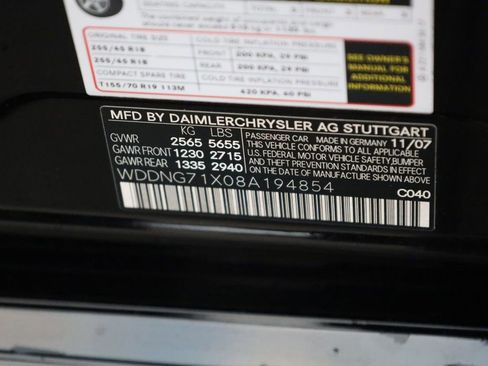 The combined weight of
ORIGINAL TIRE SIZE COLD TIRE INFLATION PRESSURE
255/45 R18 FRONT 200 KPA, 29 PSI
255/45 R18 REAR 200 KPA, 29 PSI
COMPACT SPARE TIRE COLD TIRE INFLATION PRESSURE
T155/70 R19 113M 420 KPA, 60 PSI
SEE OWNER'S
MANUAL FOR
ADDITIONAL
INFORMATION
MFD BY DAIMLERCHRYSLER AG STUTTGART
KG LBS PASSENGER CAR MADE IN GERMANY 11/07
GVWR 2565 5655 THIS VEHICLE CONFORMS TO ALL APPLICABLE
GAWR FRONT 1230 2715 U.S. FEDERAL MOTOR VEHICLE SAFETY, BUMPER
GAWR REAR 1335 2940 AND THEFT PREVENTION STANDARDS IN EFFECT
ON THE DATE OF MANUFACTURE SHOWN ABOVE
WDDNG71X08A194854
C040